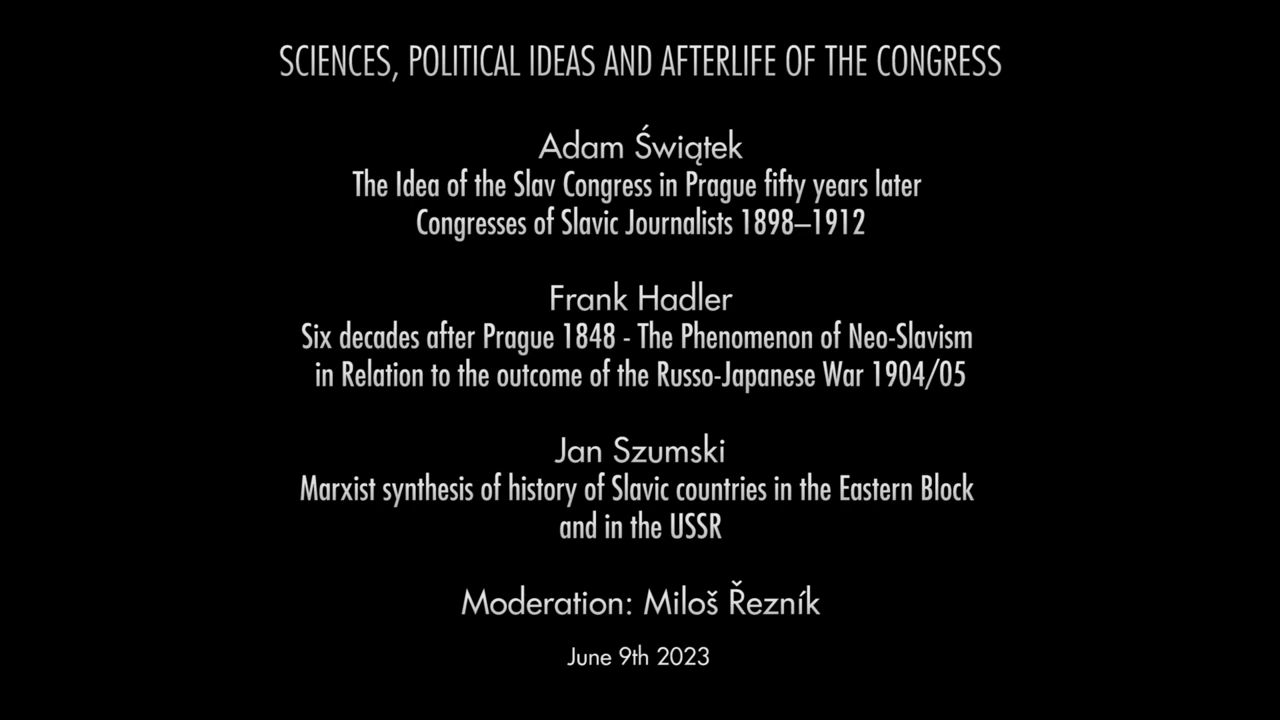 SCIENCES, POLITICAL IDEAS AND AFTERLIFE OF THE CONGRESS
Adam Świątek
The Idea of the Slav Congress in Prague fifty years later
Congresses of Slavic Journalists 1898–1912
Frank Hadler
Six decades after Prague 1848 - The Phenomenon of Neo-Slavism
in Relation to the outcome of the Russo-Japanese War 1904/05
Jan Szumski
Marxist synthesis of history of Slavic countries in the Eastern Block
and in the USSR
Moderation: Miloš Řezník
June 9th 2023